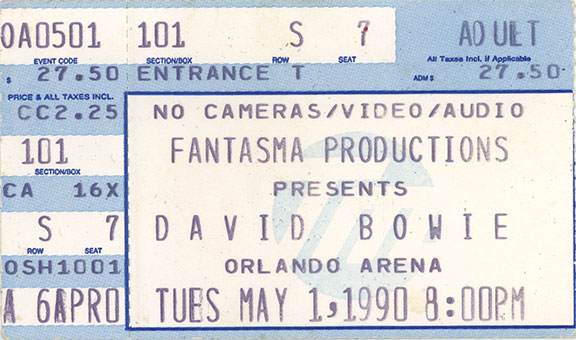 OA0501 101 S 7 ADULT
EVENT CODE SECTION/BOX ROW SEAT All Taxes Incl. if Applicable
$ 27.50 ENTRANCE T ADM $ 27.50
PRICE & ALL TAXES INCL.
CC2.25
101
SECTION/BOX
CA 16X
S 7
ROW SEAT
OSH1001
A 6APRO
NO CAMERAS/VIDEO/AUDIO
FANTASMA PRODUCTIONS
PRESENTS
DAVID BOWIE
ORLANDO ARENA
TUES MAY 1,1990 8:00PM